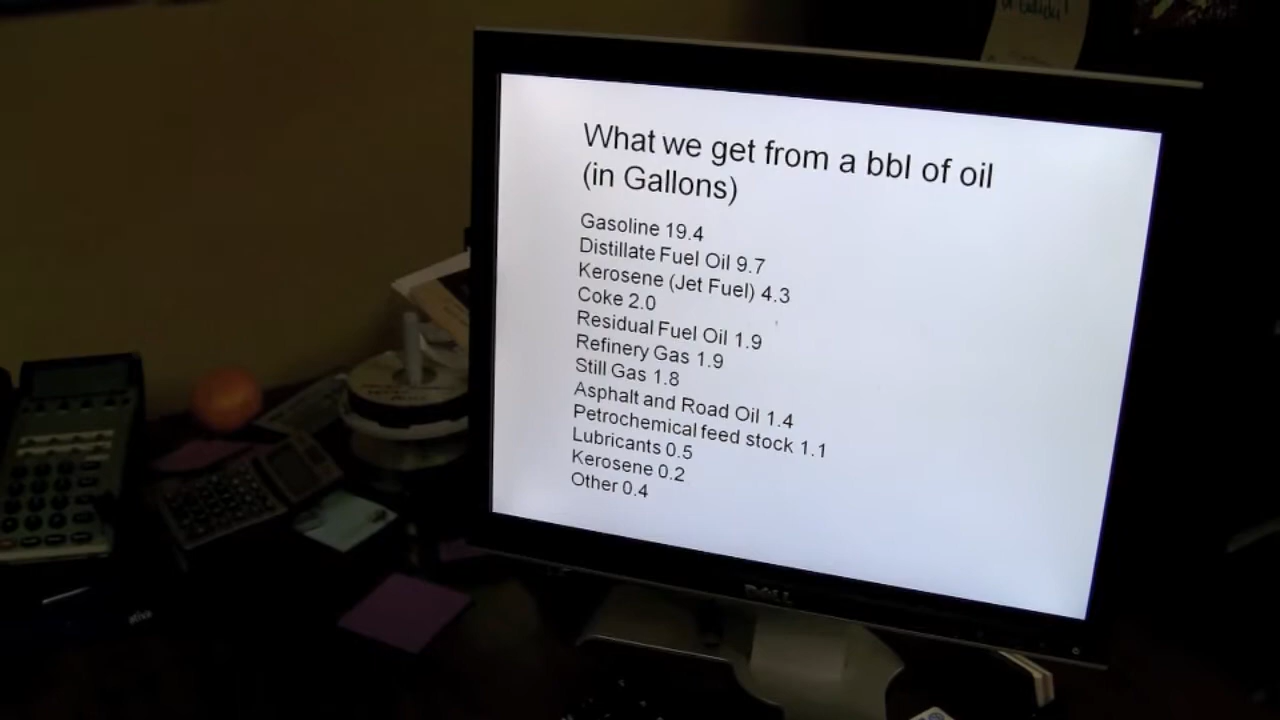 What we get from a bbl of oil
(in Gallons)
Gasoline 19.4
Distillate Fuel Oil 9.7
Kerosene (Jet Fuel) 4.3
Coke 2.0
Residual Fuel Oil 1.9
Refinery Gas 1.9
Still Gas 1.8
Asphalt and Road Oil 1.4
Petrochemical feed stock 1.1
Lubricants 0.5
Kerosene 0.2
Other 0.4
DELL